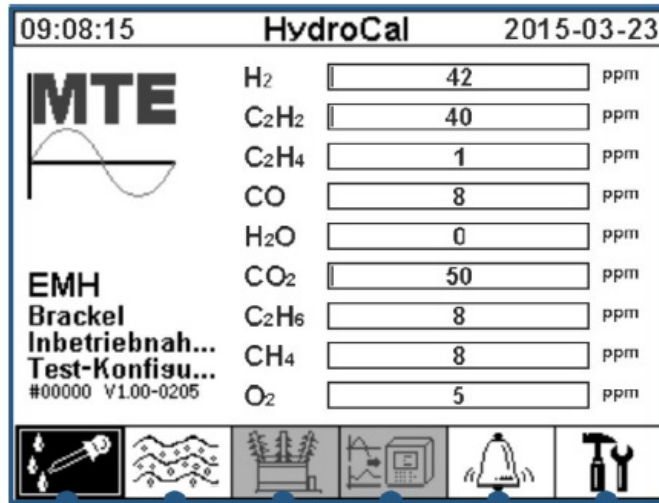 09:08:15 HydroCal 2015-03-23
MTE
H₂ 42 ppm
C₂H₂ 40 ppm
C₂H₄ 1 ppm
CO 8 ppm
H₂O 0 ppm
CO₂ 50 ppm
C₂H₆ 8 ppm
CH₄ 8 ppm
O₂ 5 ppm
EMH
Brackel
Inbetriebnah...
Test-Konfigu...
#00000 V1.00-0205